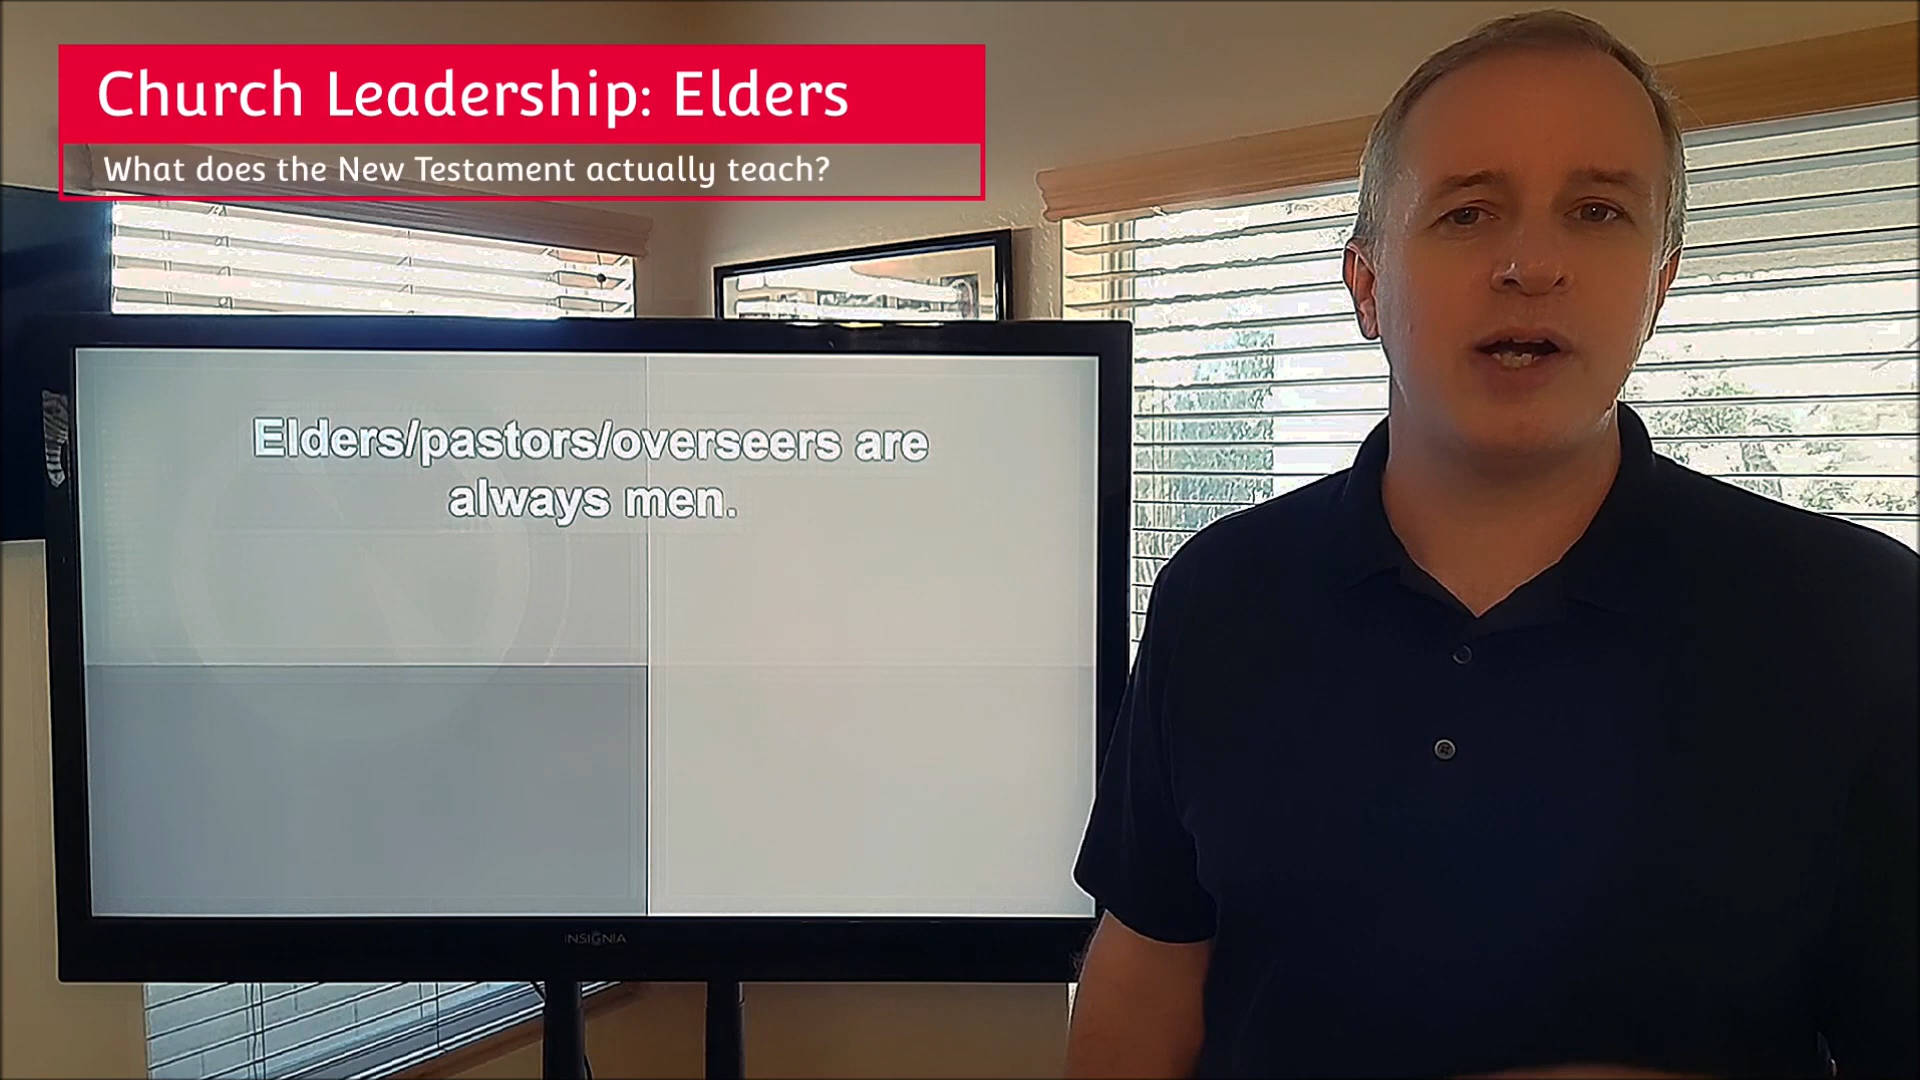 Church Leadership: Elders
What does the New Testament actually teach?
Elders/pastors/overseers are
always men.
INSIGNIA